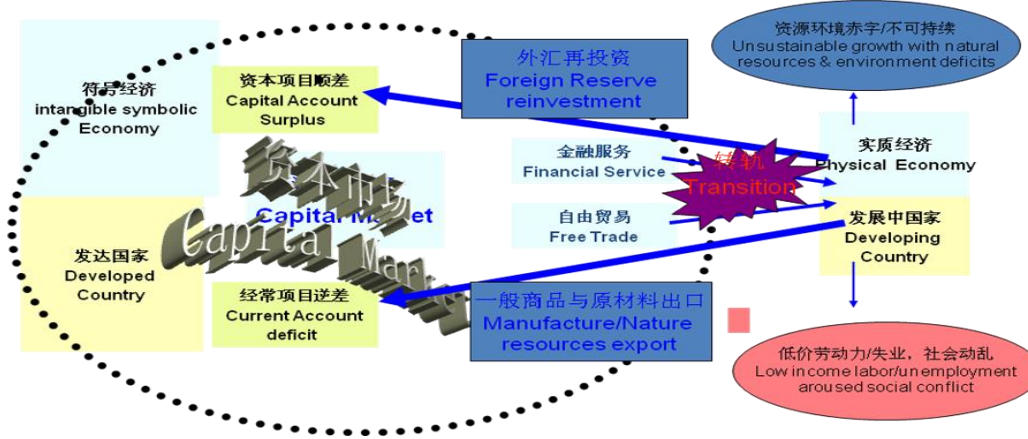 符号经济
intangible symbolic
Economy
资本项目顺差
Capital Account
Surplus
外汇再投资
Foreign Reserve
reinvestment
资源环境赤字/不可持续
Unsustainable growth with natural
resources & environment deficits
金融服务
Financial Service
转轨
Transition
实质经济
Physical Economy
资本市场
Capital Market
Capital Market
自由贸易
Free Trade
发达国家
Developed
Country
发展中国家
Developing
Country
经常项目逆差
Current Account
deficit
一般商品与原材料出口
Manufacture/Nature
resources export
低价劳动力/失业，社会动乱
Low income labor/unemployment
aroused social conflict